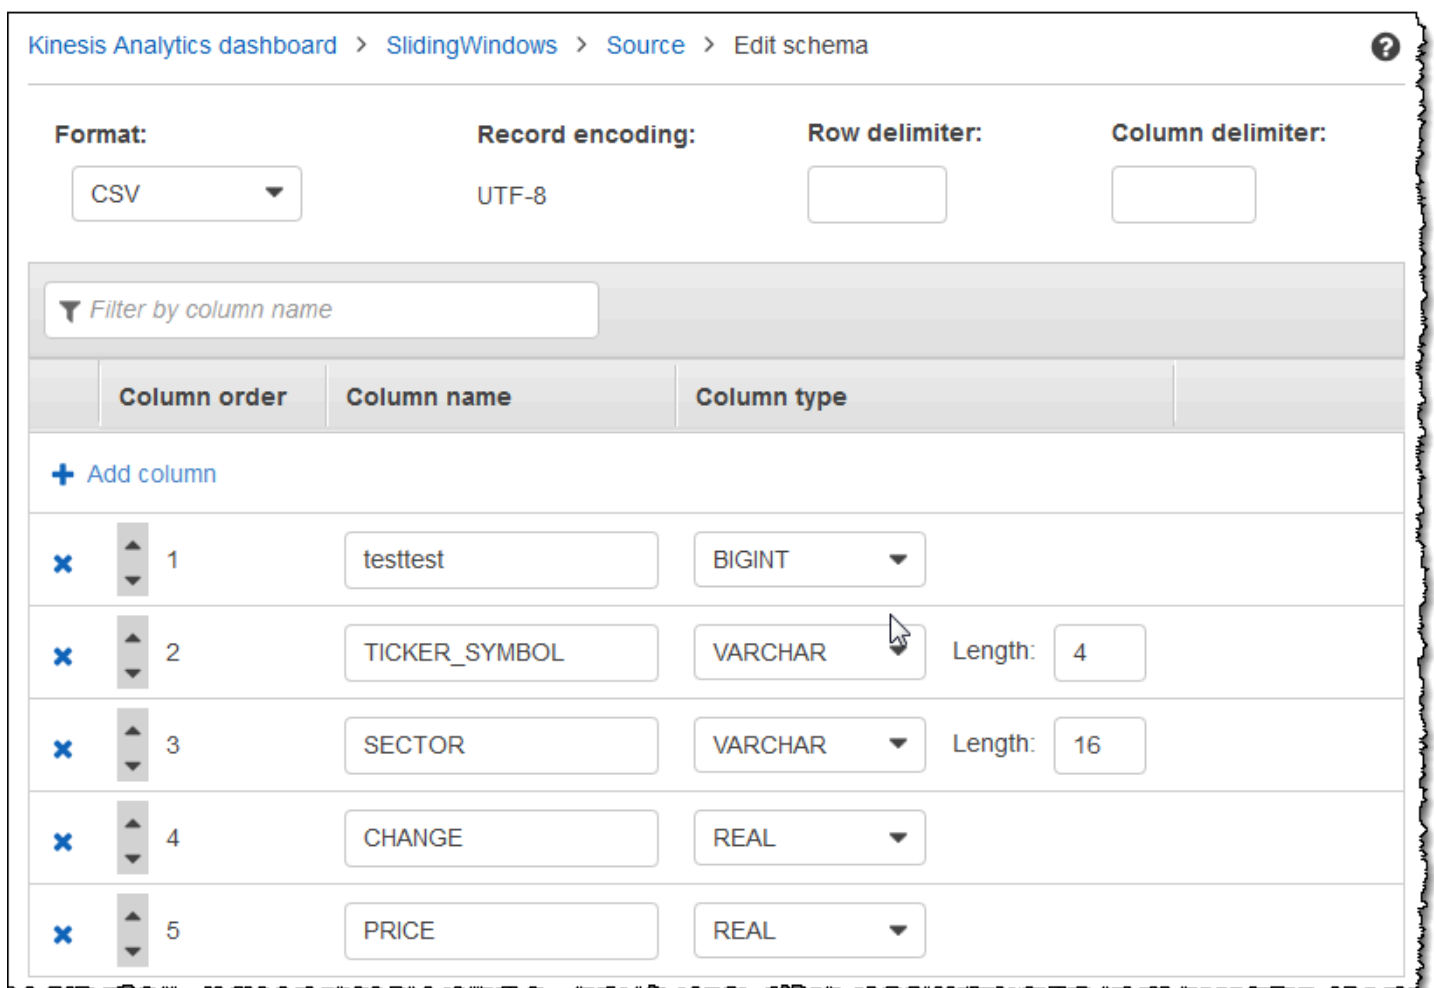 Kinesis Analytics dashboard > SlidingWindows > Source > Edit schema
Format: Record encoding: Row delimiter: Column delimiter:
CSV UTF-8
Filter by column name
Column order Column name Column type
Add column
1 testtest BIGINT
2 TICKER_SYMBOL VARCHAR Length: 4
3 SECTOR VARCHAR Length: 16
4 CHANGE REAL
5 PRICE REAL